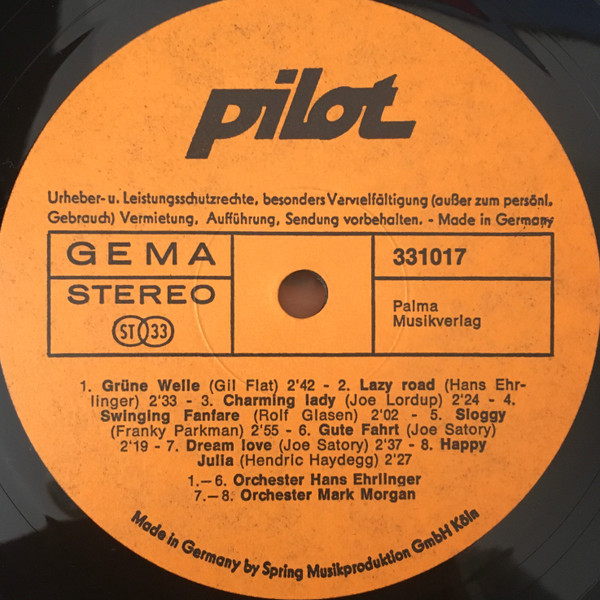 pilot
Urheber- u. Leistungsschutzrechte, besonders Vervielfältigung (außer zum persönl.
Gebrauch) Vermietung, Aufführung, Sendung vorbehalten. - Made in Germany
GEMA
STEREO
ST 33
331017
Palma
Musikverlag
1. Grüne Welle (Gil Flat) 2'42 - 2. Lazy road (Hans Ehr-
linger) 2'33 - 3. Charming lady (Joe Lordup) 2'24 - 4.
Swinging Fanfare (Rolf Glasen) 2'02 - 5. Sloggy
(Franky Parkman) 2'55 - 6. Gute Fahrt (Joe Satory)
2'19 - 7. Dream love (Joe Satory) 2'37 - 8. Happy
Julia (Hendric Haydegg) 2'27
1.— 6. Orchester Hans Ehrlinger
7.— 8. Orchester Mark Morgan
Made in Germany by Spring Musikproduktion GmbH Köln